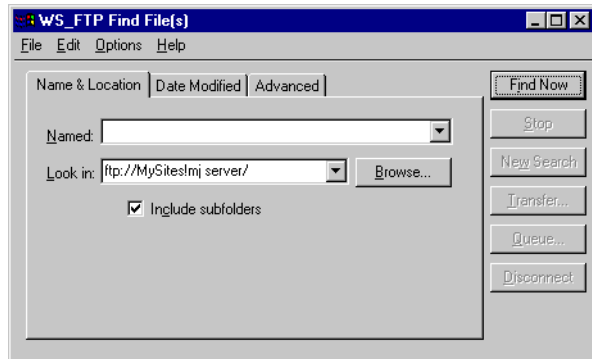 WS_FTP Find File(s)
File Edit Options Help
Name & Location Date Modified Advanced
Named:
Look in: ftp://MySites!mj server/ Browse...
Include subfolders
Find Now
Stop
New Search
Transfer...
Queue...
Disconnect